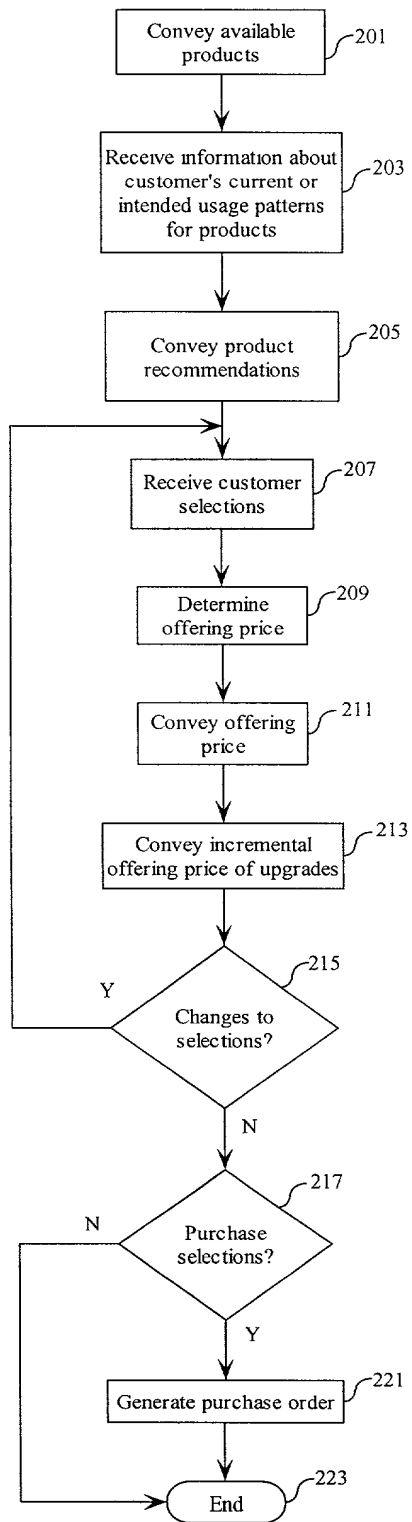 Convey available
products
201
Receive information about
customer's current or
intended usage patterns
for products
203
Convey product
recommendations
205
Receive customer
selections
207
Determine
offering price
209
Convey offering
price
211
Convey incremental
offering price of upgrades
213
Changes to
selections?
215
Y
N
Purchase
selections?
217
N
Y
Generate purchase order
221
End
223